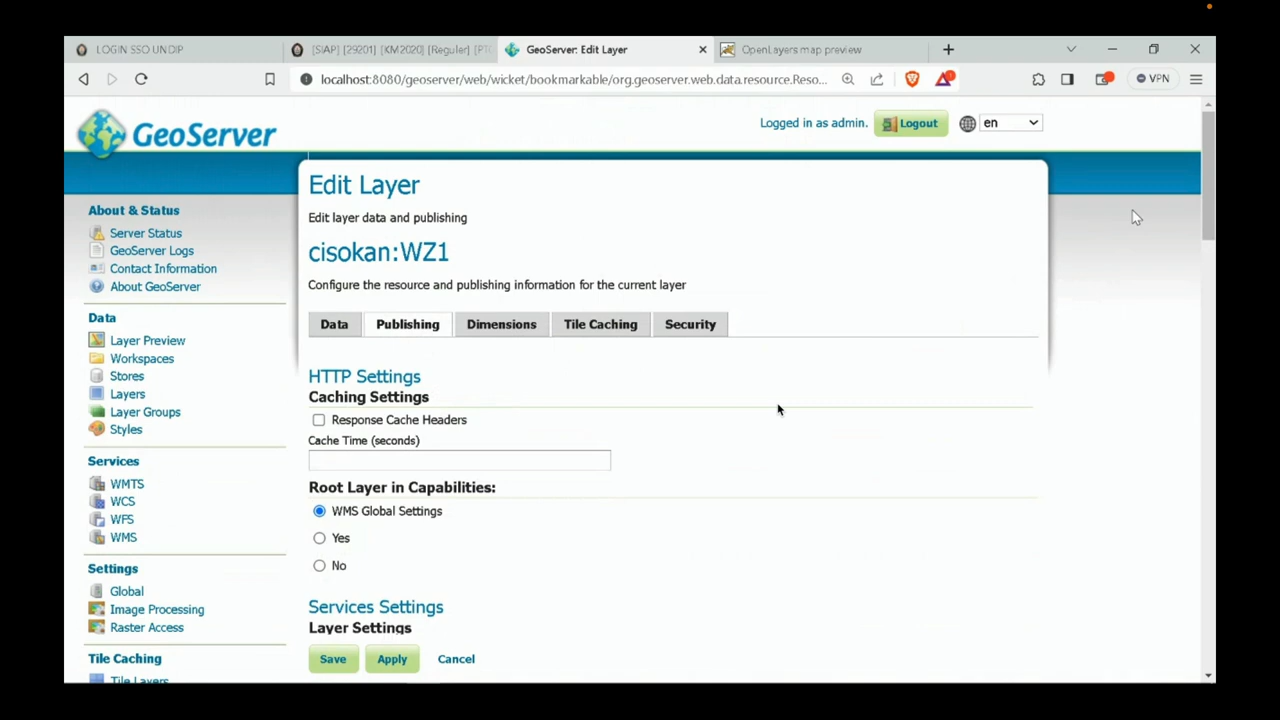 LOGIN SSO UNDIP
[SIAP] [29201] [KM2020] [Reguler] [PT
GeoServer: Edit Layer
OpenLayers map preview
localhost:8080/geoserver/web/wicket/bookmarkable/org.geoserver.web.data.resource.Reso...
VPN
GeoServer
Logged in as admin.
Logout
en
About & Status
Server Status
GeoServer Logs
Contact Information
About GeoServer
Data
Layer Preview
Workspaces
Stores
Layers
Layer Groups
Styles
Services
WMTS
WCS
WFS
WMS
Settings
Global
Image Processing
Raster Access
Tile Caching
Tile Layers
Edit Layer
Edit layer data and publishing
cisokan:WZ1
Configure the resource and publishing information for the current layer
Data Publishing Dimensions Tile Caching Security
HTTP Settings
Caching Settings
Response Cache Headers
Cache Time (seconds)
Root Layer in Capabilities:
WMS Global Settings
Yes
No
Services Settings
Layer Settings
Save Apply Cancel